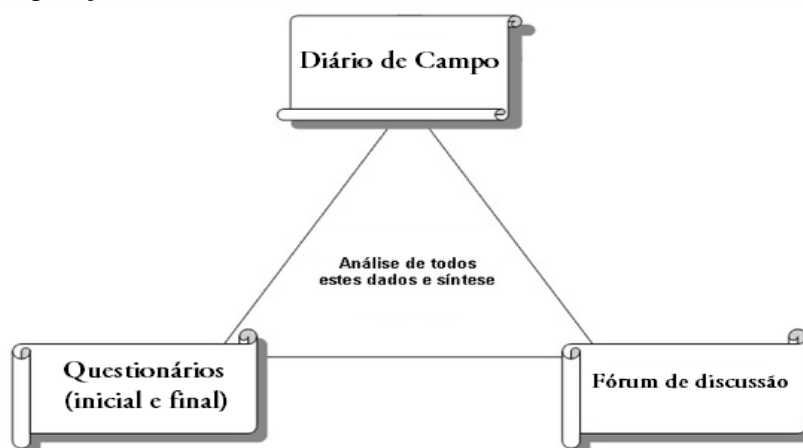 Diário de Campo
Análise de todos
estes dados e síntese
Questionários
(inicial e final)
Fórum de discussão